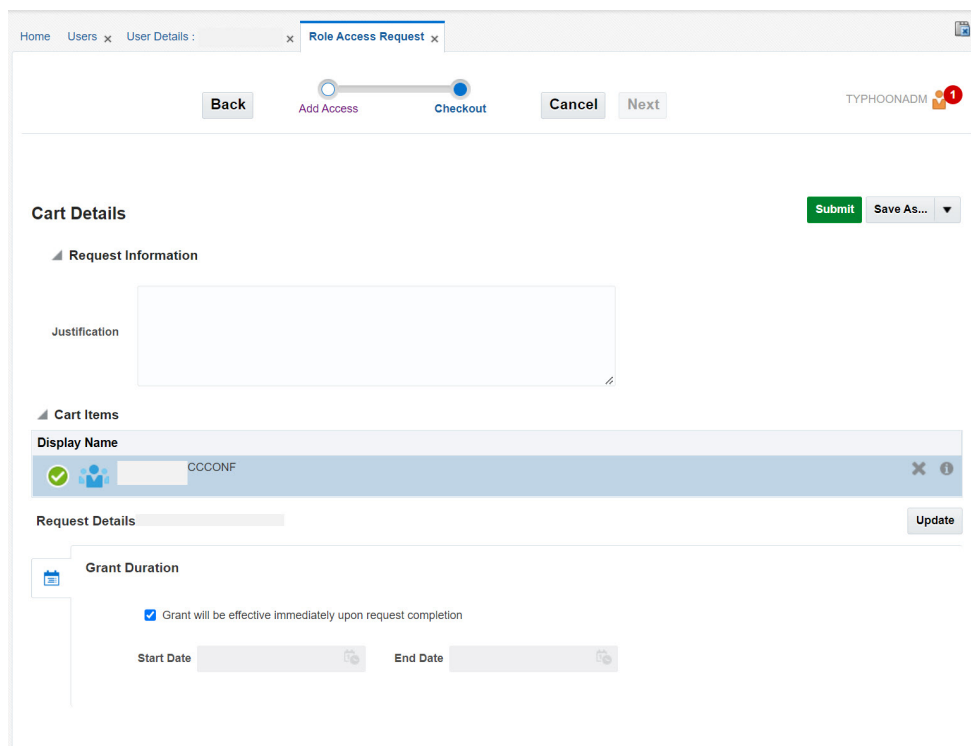 Home Users User Details : Role Access Request
Back Add Access Checkout Cancel Next TYPHOONADM 1
Cart Details Submit Save As...
Request Information
Justification
Cart Items
Display Name
CCCONF
Request Details Update
Grant Duration
Grant will be effective immediately upon request completion
Start Date End Date